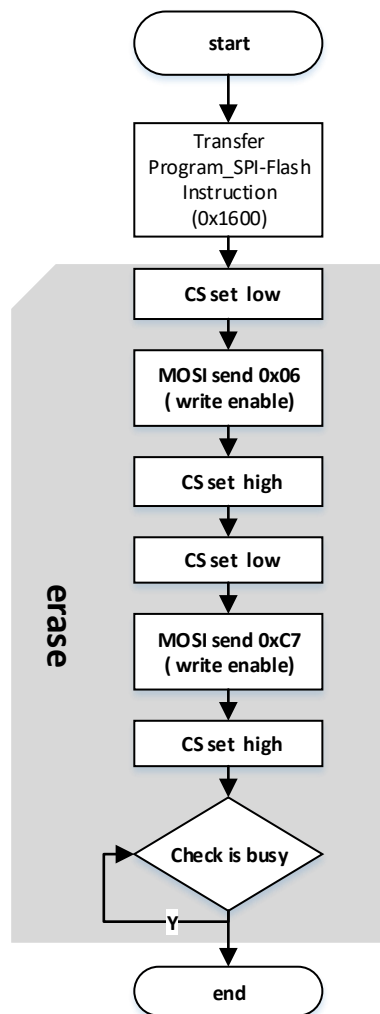 start
Transfer
Program_SPI-Flash
Instruction
(0x1600)
CS set low
MOSI send 0x06
( write enable)
CS set high
CS set low
erase
MOSI send 0xC7
( write enable)
CS set high
Check is busy
Y
end